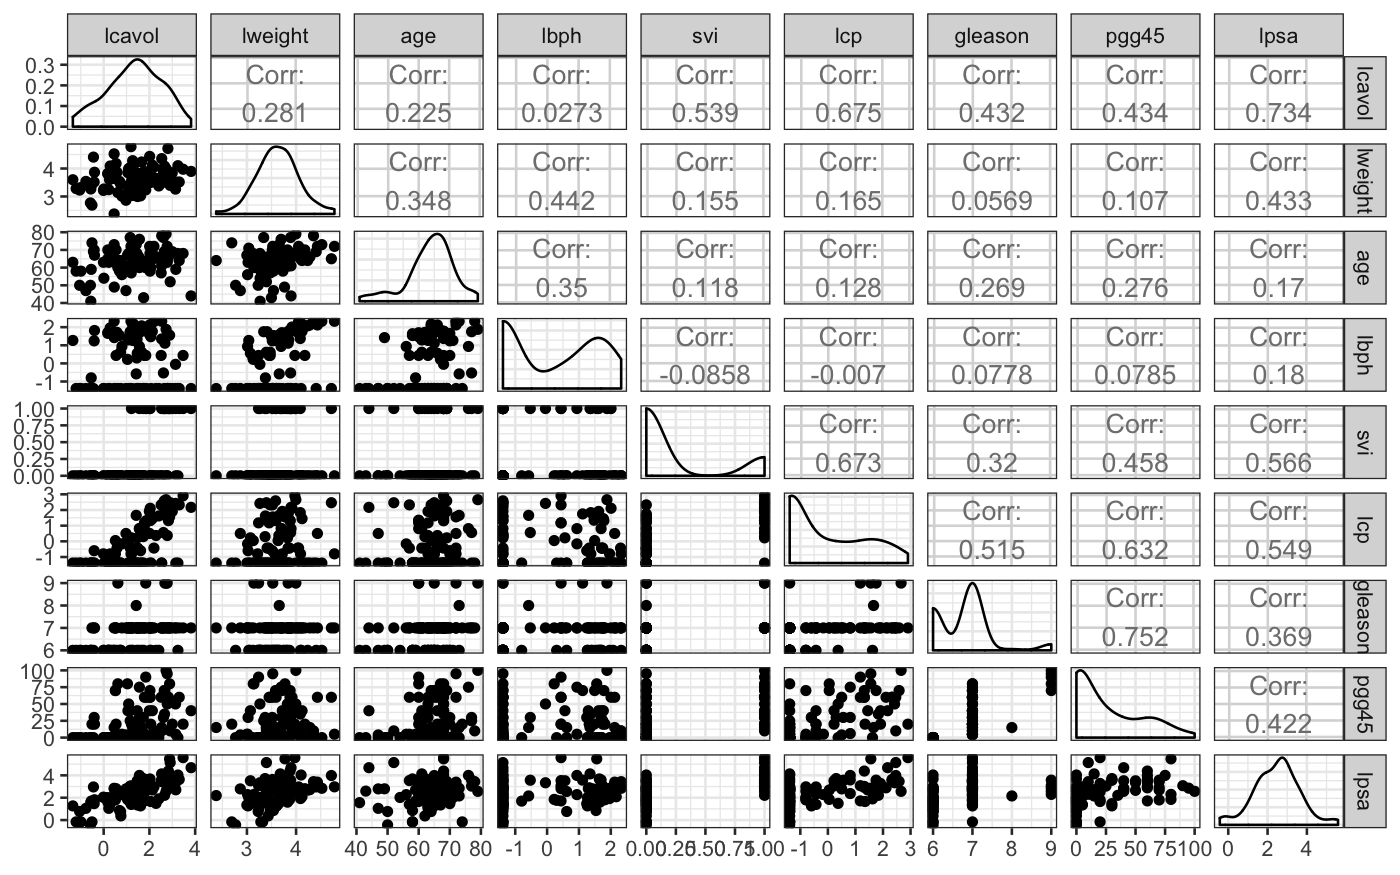 lcavol lweight age lbph svi lcp gleason pgg45 lpsa
0.3 Corr: Corr: Corr: Corr: Corr: Corr: Corr: Corr:
0.2
0.1 0.281 0.225 0.0273 0.539 0.675 0.432 0.434 0.734
0.0
lcavol
4 Corr: Corr: Corr: Corr: Corr: Corr: Corr:
3 0.348 0.442 0.155 0.165 0.0569 0.107 0.433
lweight
80
70 Corr: Corr: Corr: Corr: Corr: Corr:
60
50 0.35 0.118 0.128 0.269 0.276 0.17
40
age
2 Corr: Corr: Corr: Corr: Corr:
1
0
-1 -0.0858 -0.007 0.0778 0.0785 0.18
lbph
1.00
0.75 Corr: Corr: Corr: Corr:
0.50
0.25 0.673 0.32 0.458 0.566
0.00
svi
3
2 Corr: Corr: Corr:
1
0
-1 0.515 0.632 0.549
lcp
9
8 Corr: Corr:
7 0.752 0.369
6
gleason
100
75 Corr:
50
25 0.422
0
pgg45
4
2
0
lpsa
0 2 4 3 4 40 50 60 70 80 -1 0 1 2 0.00 0.25 0.50 0.75 1.00 -1 0 1 2 3 6 7 8 9 0 25 50 75 100 0 2 4